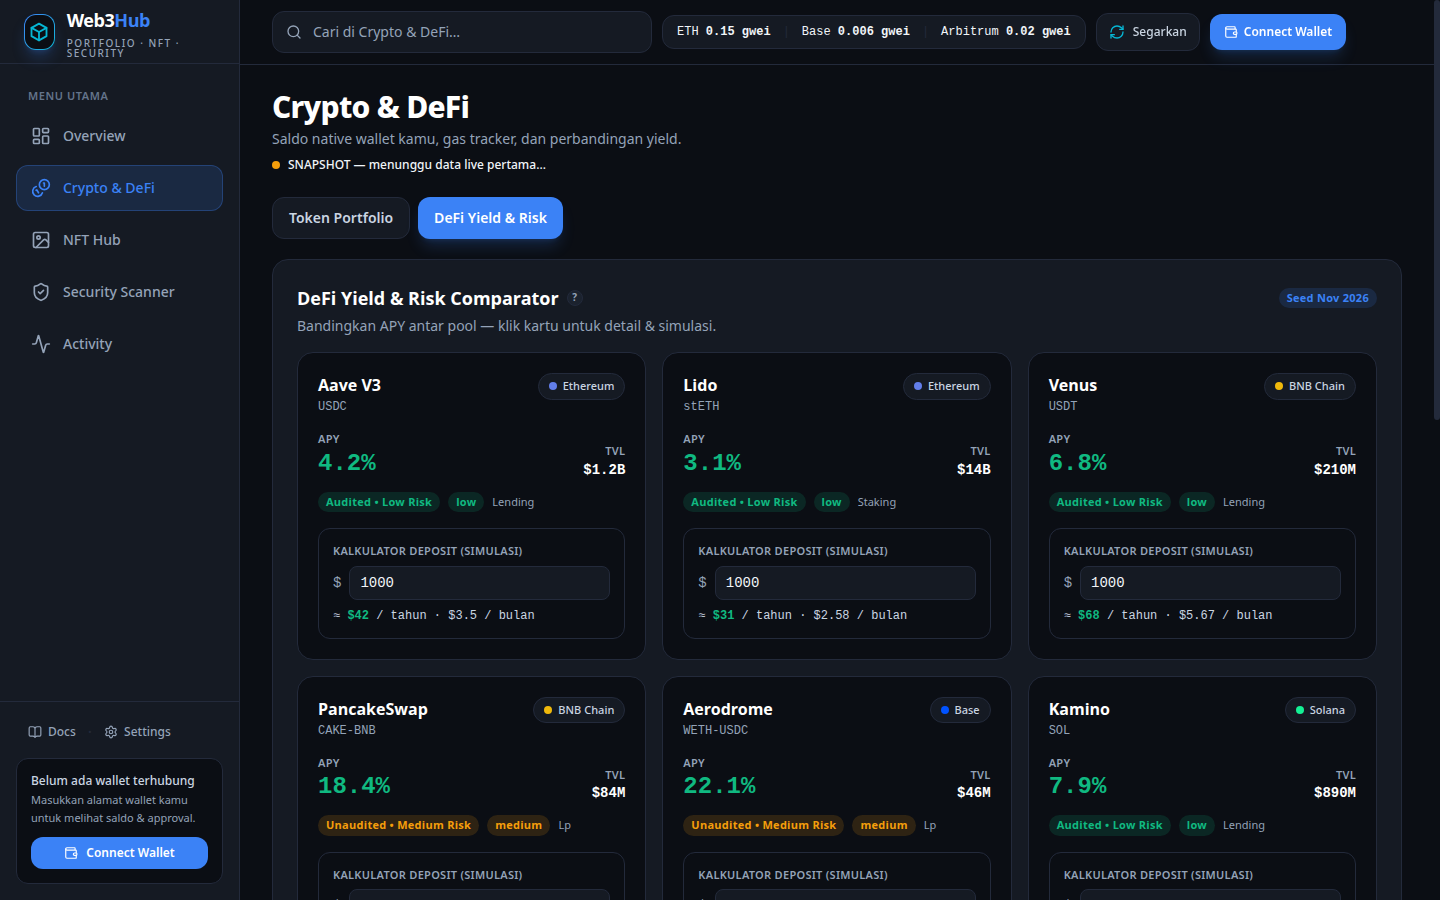 Web3Hub
PORTFOLIO · NFT ·
SECURITY
MENU UTAMA
Overview
Crypto & DeFi
NFT Hub
Security Scanner
Activity
Docs · Settings
Belum ada wallet terhubung
Masukkan alamat wallet kamu
untuk melihat saldo & approval.
Connect Wallet
Cari di Crypto & DeFi...
ETH 0.15 gwei
Base 0.006 gwei
Arbitrum 0.02 gwei
Segarkan
Connect Wallet
Crypto & DeFi
Saldo native wallet kamu, gas tracker, dan perbandingan yield.
SNAPSHOT — menunggu data live pertama...
Token Portfolio
DeFi Yield & Risk
DeFi Yield & Risk Comparator ?
Seed Nov 2026
Bandingkan APY antar pool — klik kartu untuk detail & simulasi.
Aave V3
Ethereum
USDC
APY
4.2%
TVL
$1.2B
Audited • Low Risk low Lending
KALKULATOR DEPOSIT (SIMULASI)
$ 1000
≈ $42 / tahun · $3.5 / bulan
Lido
Ethereum
stETH
APY
3.1%
TVL
$14B
Audited • Low Risk low Staking
KALKULATOR DEPOSIT (SIMULASI)
$ 1000
≈ $31 / tahun · $2.58 / bulan
Venus
BNB Chain
USDT
APY
6.8%
TVL
$210M
Audited • Low Risk low Lending
KALKULATOR DEPOSIT (SIMULASI)
$ 1000
≈ $68 / tahun · $5.67 / bulan
PancakeSwap
BNB Chain
CAKE-BNB
APY
18.4%
TVL
$84M
Unaudited • Medium Risk medium Lp
KALKULATOR DEPOSIT (SIMULASI)
Aerodrome
Base
WETH-USDC
APY
22.1%
TVL
$46M
Unaudited • Medium Risk medium Lp
KALKULATOR DEPOSIT (SIMULASI)
Kamino
Solana
SOL
APY
7.9%
TVL
$890M
Audited • Low Risk low Lending
KALKULATOR DEPOSIT (SIMULASI)